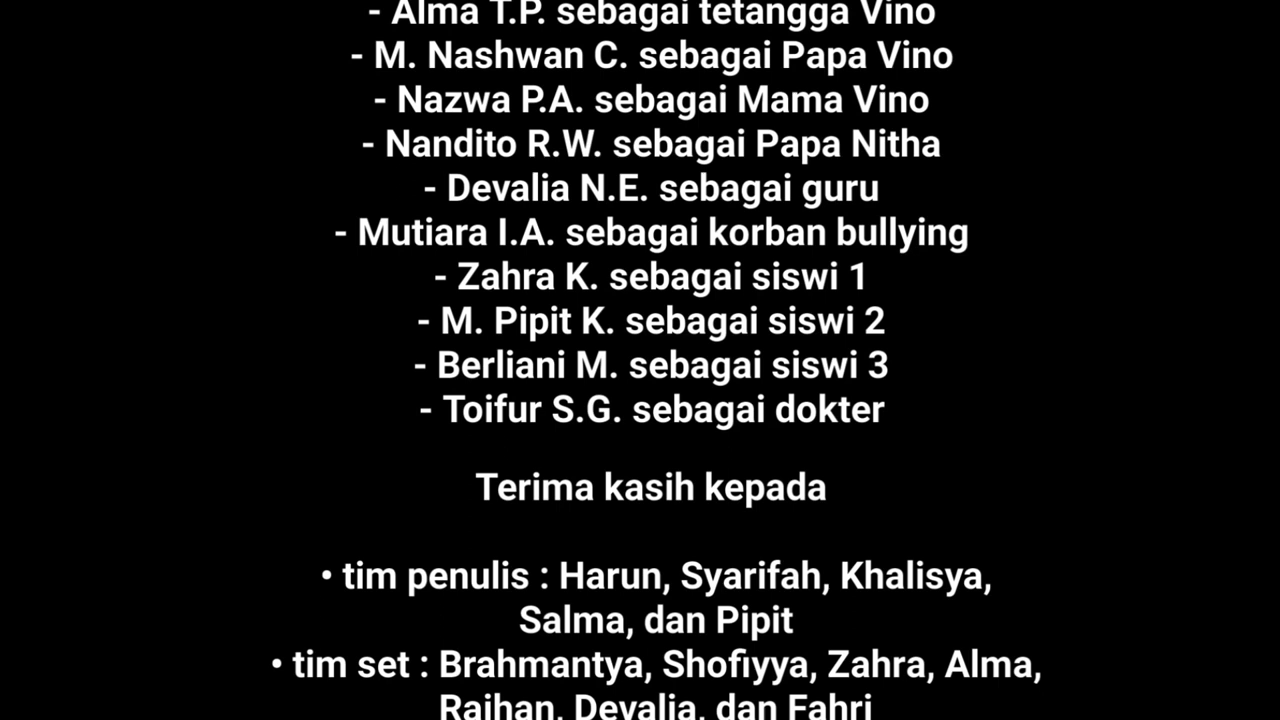 - Alma T.P. sebagai tetangga Vino
- M. Nashwan C. sebagai Papa Vino
- Nazwa P.A. sebagai Mama Vino
- Nandito R.W. sebagai Papa Nitha
- Devalia N.E. sebagai guru
- Mutiara I.A. sebagai korban bullying
- Zahra K. sebagai siswi 1
- M. Pipit K. sebagai siswi 2
- Berliani M. sebagai siswi 3
- Toifur S.G. sebagai dokter
Terima kasih kepada
• tim penulis : Harun, Syarifah, Khalisya,
Salma, dan Pipit
• tim set : Brahmantya, Shofiyya, Zahra, Alma,
Raihan, Devalia, dan Fahri